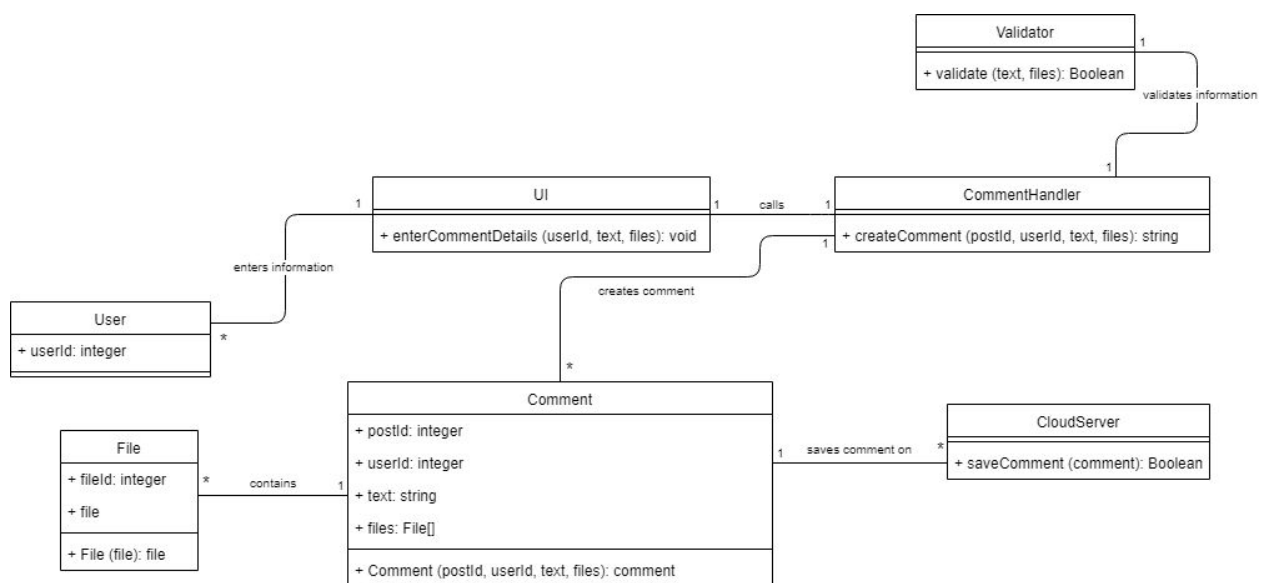 Validator
+ validate (text, files): Boolean
1
validates information
1
UI
+ enterCommentDetails (userId, text, files): void
1
1
calls
1
CommentHandler
+ createComment (postId, userId, text, files): string
1
enters information
creates comment
User
+ userId: integer
*
*
Comment
+ postId: integer
+ userId: integer
+ text: string
+ files: File[]
+ Comment (postId, userId, text, files): comment
CloudServer
+ saveComment (comment): Boolean
1
saves comment on
*
File
+ fileId: integer
+ file
+ File (file): file
*
contains
1